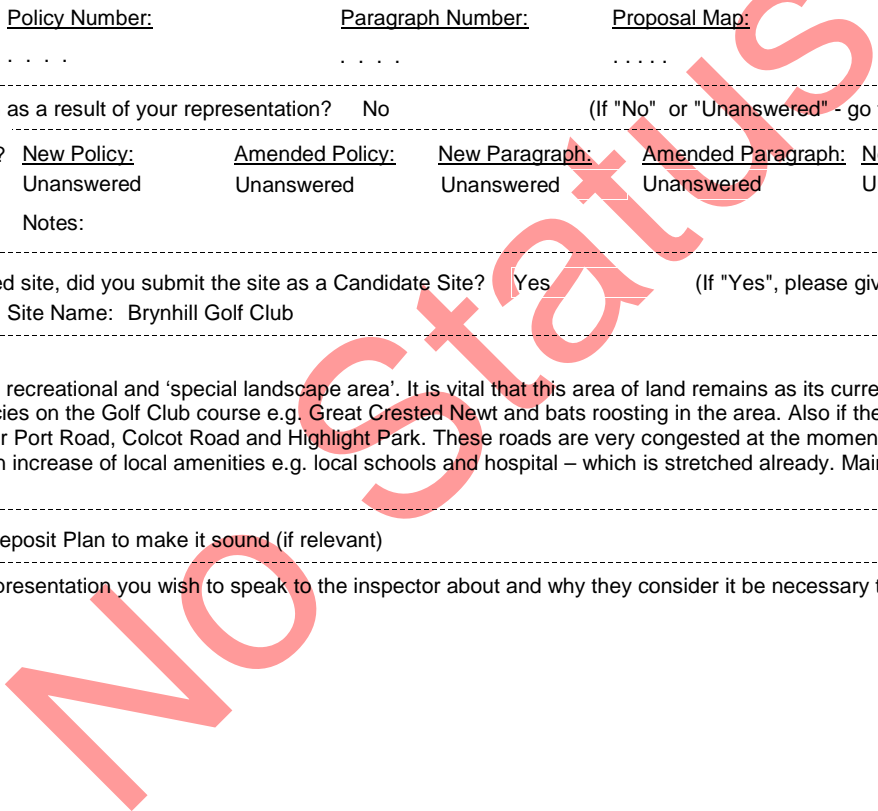 Policy Number: Paragraph Number: Proposal Map:
. . . . . . . . . . . . .
as a result of your representation? No (If "No" or "Unanswered" - go
? New Policy: Amended Policy: New Paragraph: Amended Paragraph:
Unanswered Unanswered Unanswered Unanswered
Notes:
ed site, did you submit the site as a Candidate Site? Yes (If "Yes", please giv
Site Name: Brynhill Golf Club
recreational and ‘special landscape area’. It is vital that this area of land remains as its curre
cies on the Golf Club course e.g. Great Crested Newt and bats roosting in the area. Also if the
r Port Road, Colcot Road and Highlight Park. These roads are very congested at the momen
n increase of local amenities e.g. local schools and hospital – which is stretched already. Mai
eposit Plan to make it sound (if relevant)
presentation you wish to speak to the inspector about and why they consider it be necessary t
No Status